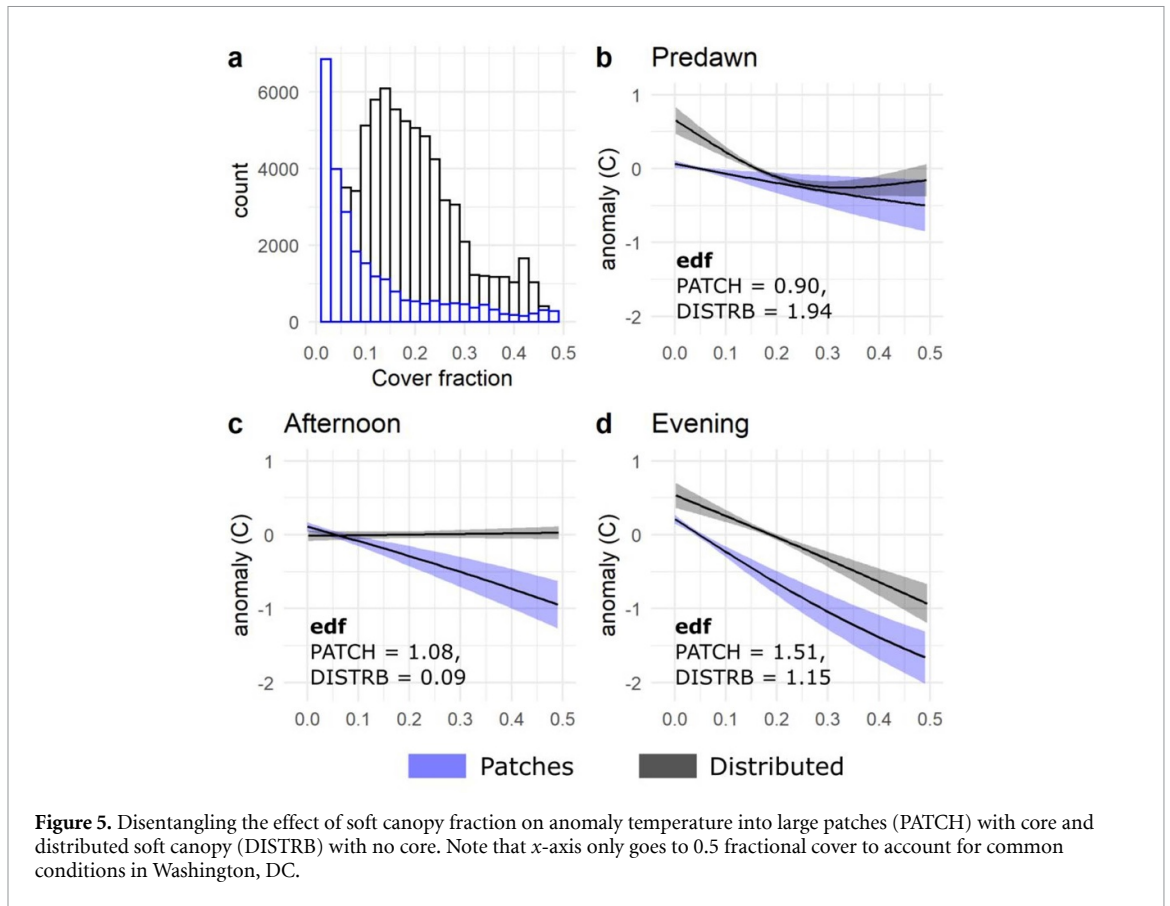 a
6000
4000
2000
0
count
0.0 0.1 0.2 0.3 0.4 0.5
Cover fraction
b Predawn
1
0
-1
-2
anomaly (C)
edf
PATCH = 0.90,
DISTRB = 1.94
0.0 0.1 0.2 0.3 0.4 0.5
c Afternoon
1
0
-1
-2
anomaly (C)
edf
PATCH = 1.08,
DISTRB = 0.09
0.0 0.1 0.2 0.3 0.4 0.5
d Evening
1
0
-1
-2
anomaly (C)
edf
PATCH = 1.51,
DISTRB = 1.15
0.0 0.1 0.2 0.3 0.4 0.5
Patches Distributed
Figure 5. Disentangling the effect of soft canopy fraction on anomaly temperature into large patches (PATCH) with core and
distributed soft canopy (DISTRB) with no core. Note that x-axis only goes to 0.5 fractional cover to account for common
conditions in Washington, DC.